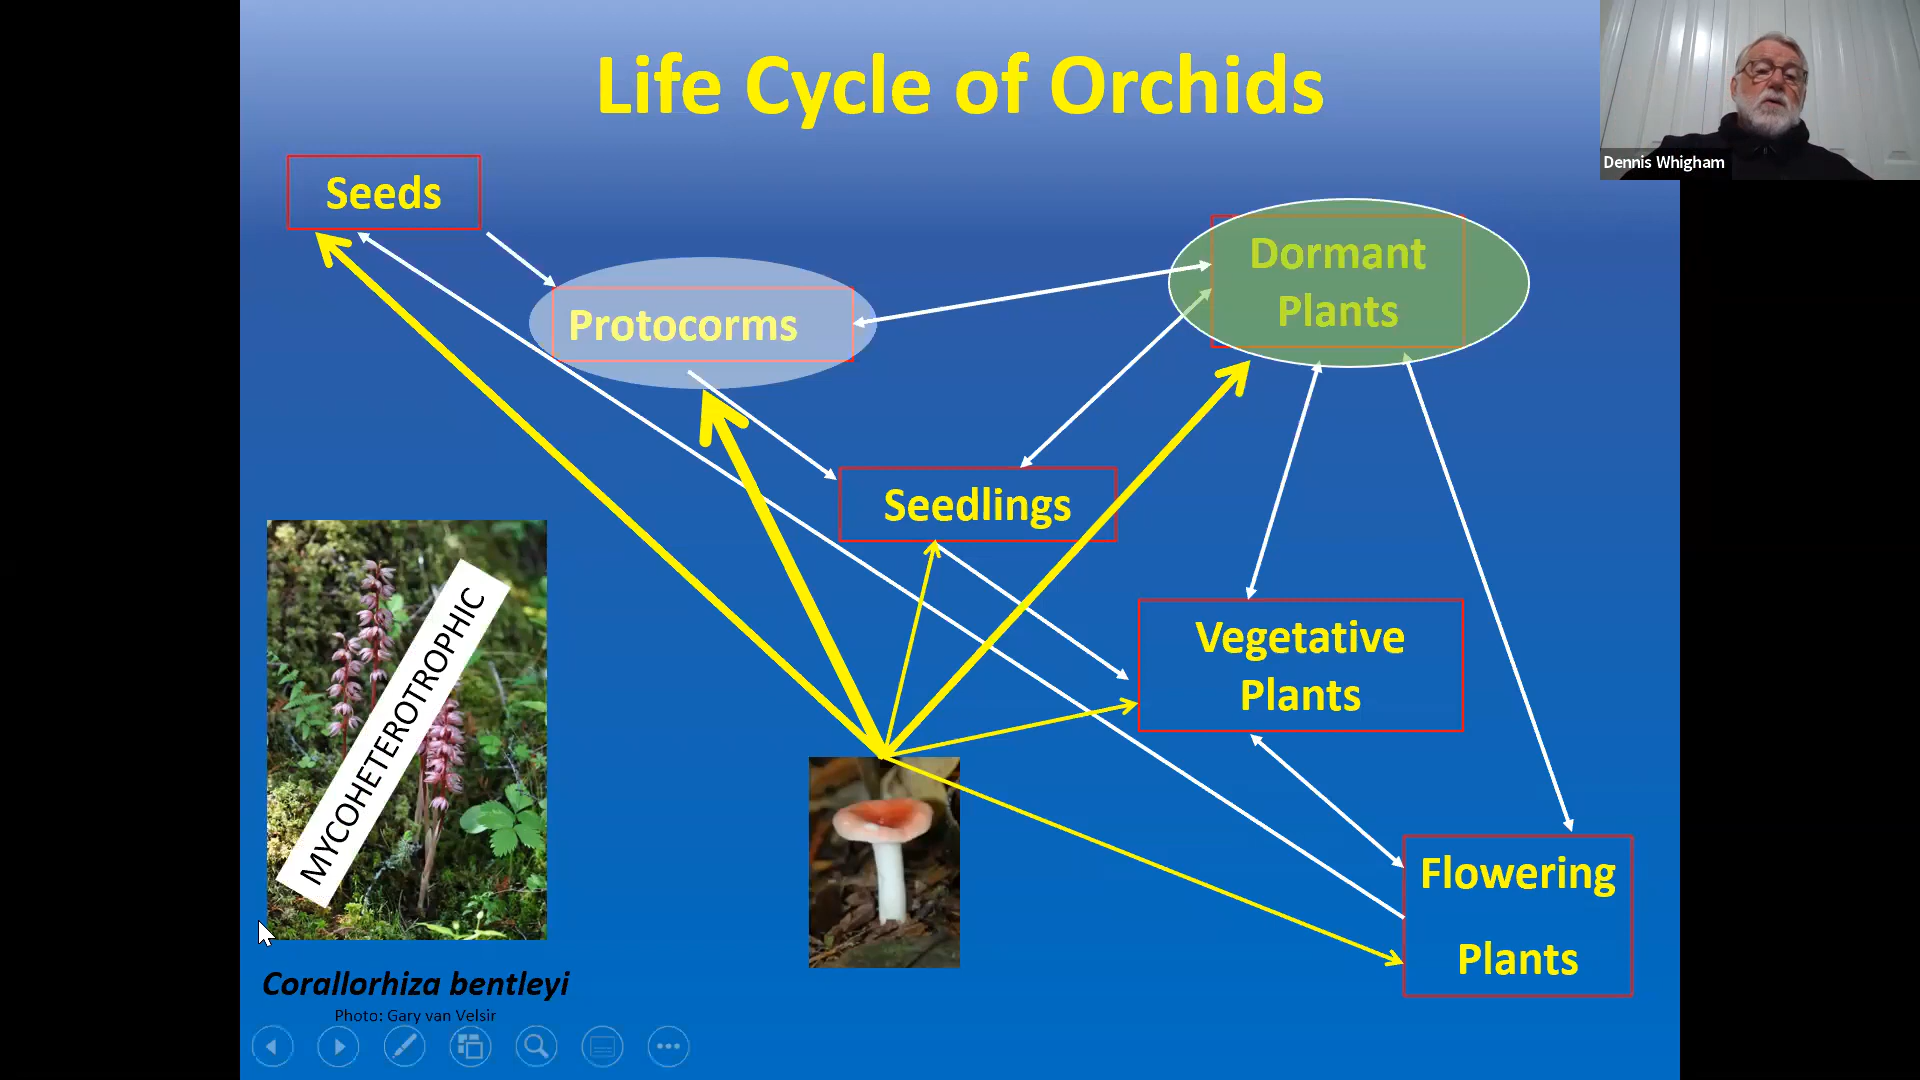 Life Cycle of Orchids
Dennis Whigham
Seeds
Dormant
Plants
Protocorms
Seedlings
Vegetative
Plants
MYCOHETEROTROPHIC
Flowering
Plants
Corallorhiza bentleyi
Photo: Gary van Velsir